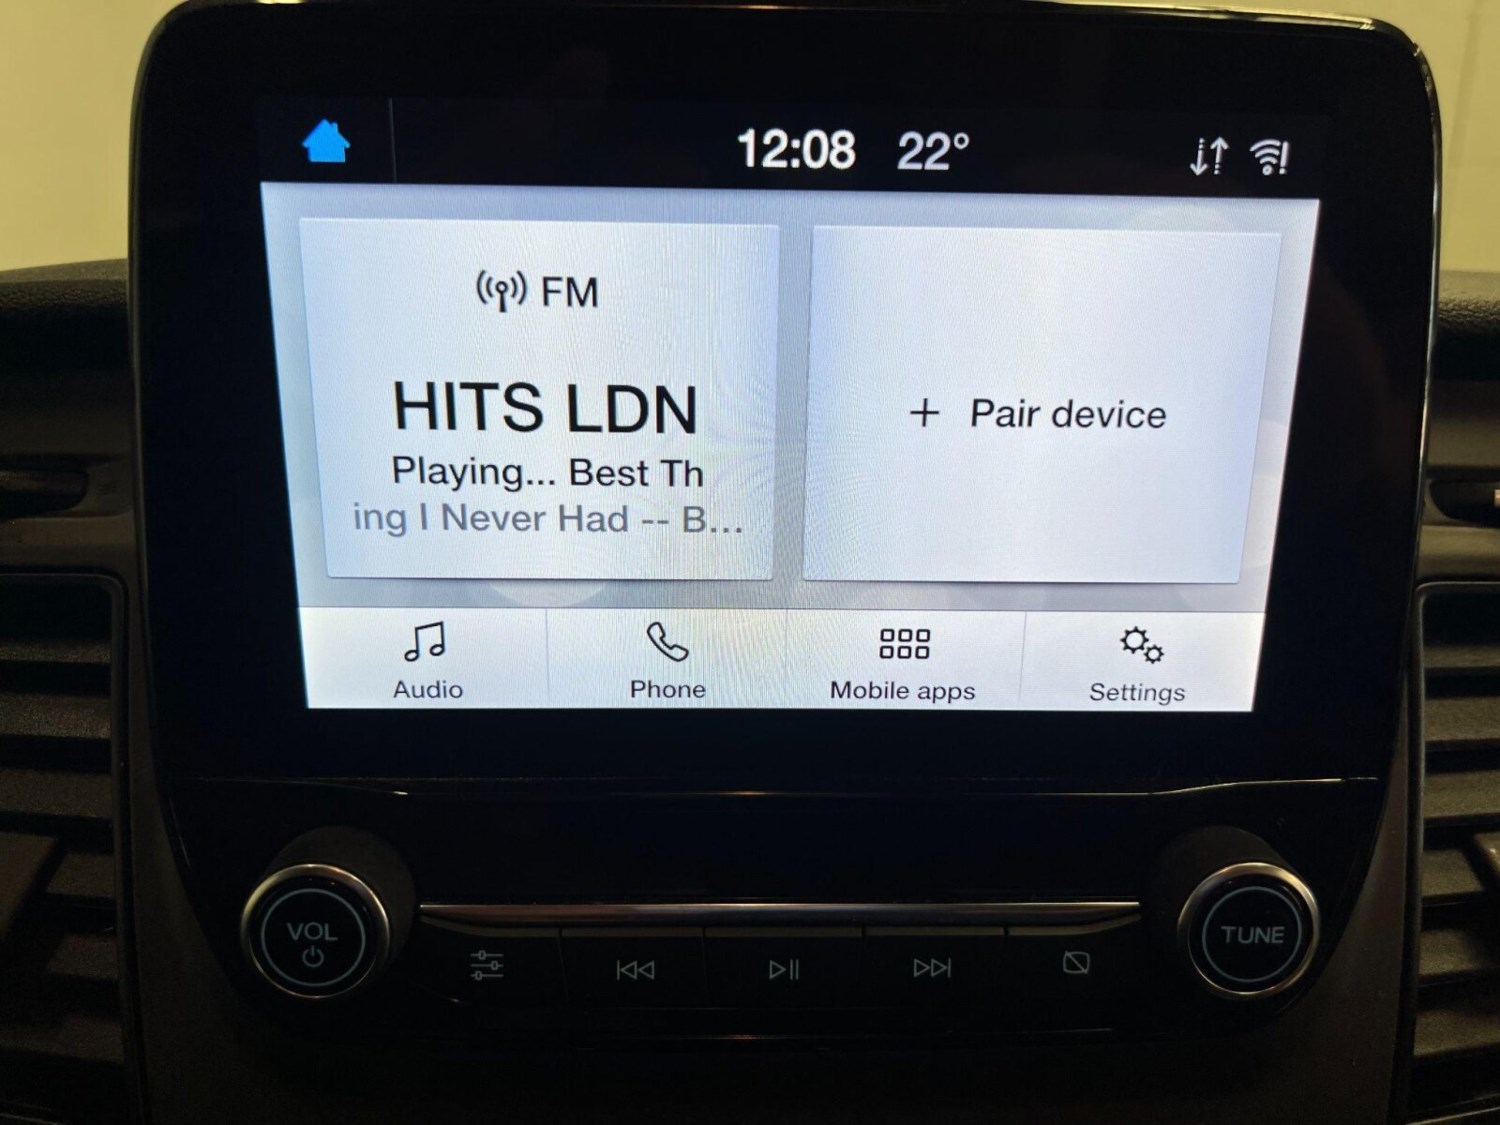 12:08 22°
FM
HITS LDN
Playing... Best Th
ing I Never Had -- B...
+ Pair device
Audio
Phone
Mobile apps
Settings
VOL
TUNE